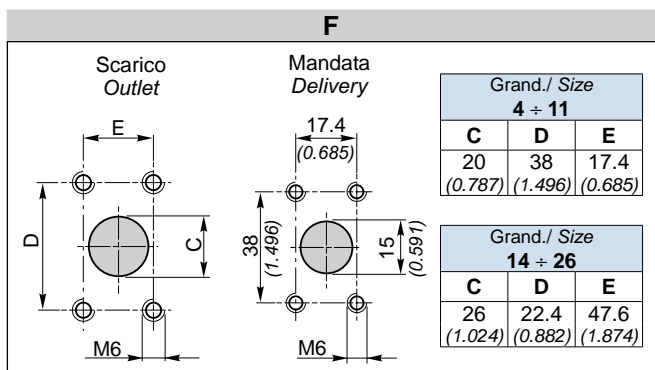 F
Scarico
Outlet
E
D
C
M6
Mandata
Delivery
17.4
(0.685)
38
(1.496)
15
(0.591)
M6
Grand./ Size
4 ÷ 11
C D E
20 38 17.4
(0.787) (1.496) (0.685)
Grand./ Size
14 ÷ 26
C D E
26 22.4 47.6
(1.024) (0.882) (1.874)